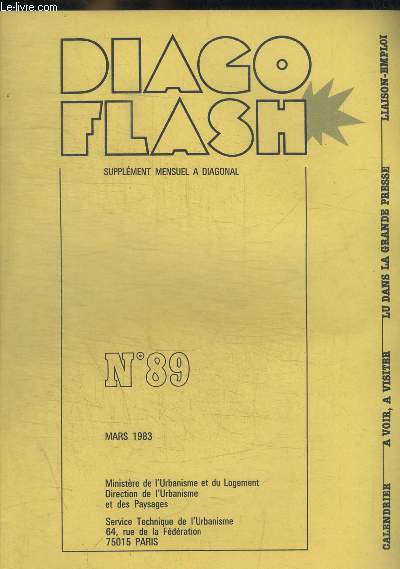 Le-livre.com
DIAGO
FLASH
SUPPLÉMENT MENSUEL A DIAGONAL
N°89
MARS 1983
Ministère de l'Urbanisme et du Logement
Direction de l'Urbanisme
et des Paysages
Service Technique de l'Urbanisme
64, rue de la Fédération
75015 PARIS
CALENDRIER — A VOIR, A VISITER — LU DANS LA GRANDE PRESSE — LIAISON-EMPLOI